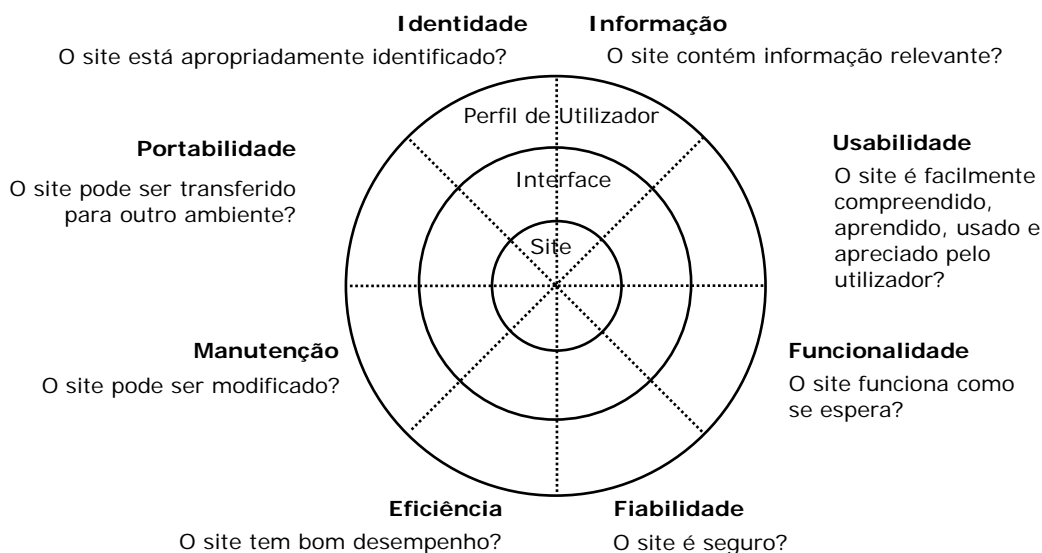 Identidade
O site está apropriadamente identificado?
Informação
O site contém informação relevante?
Perfil de Utilizador
Interface
Site
Portabilidade
O site pode ser transferido
para outro ambiente?
Usabilidade
O site é facilmente
compreendido,
aprendido, usado e
apreciado pelo
utilizador?
Manutenção
O site pode ser modificado?
Funcionalidade
O site funciona como
se espera?
Eficiência
O site tem bom desempenho?
Fiabilidade
O site é seguro?